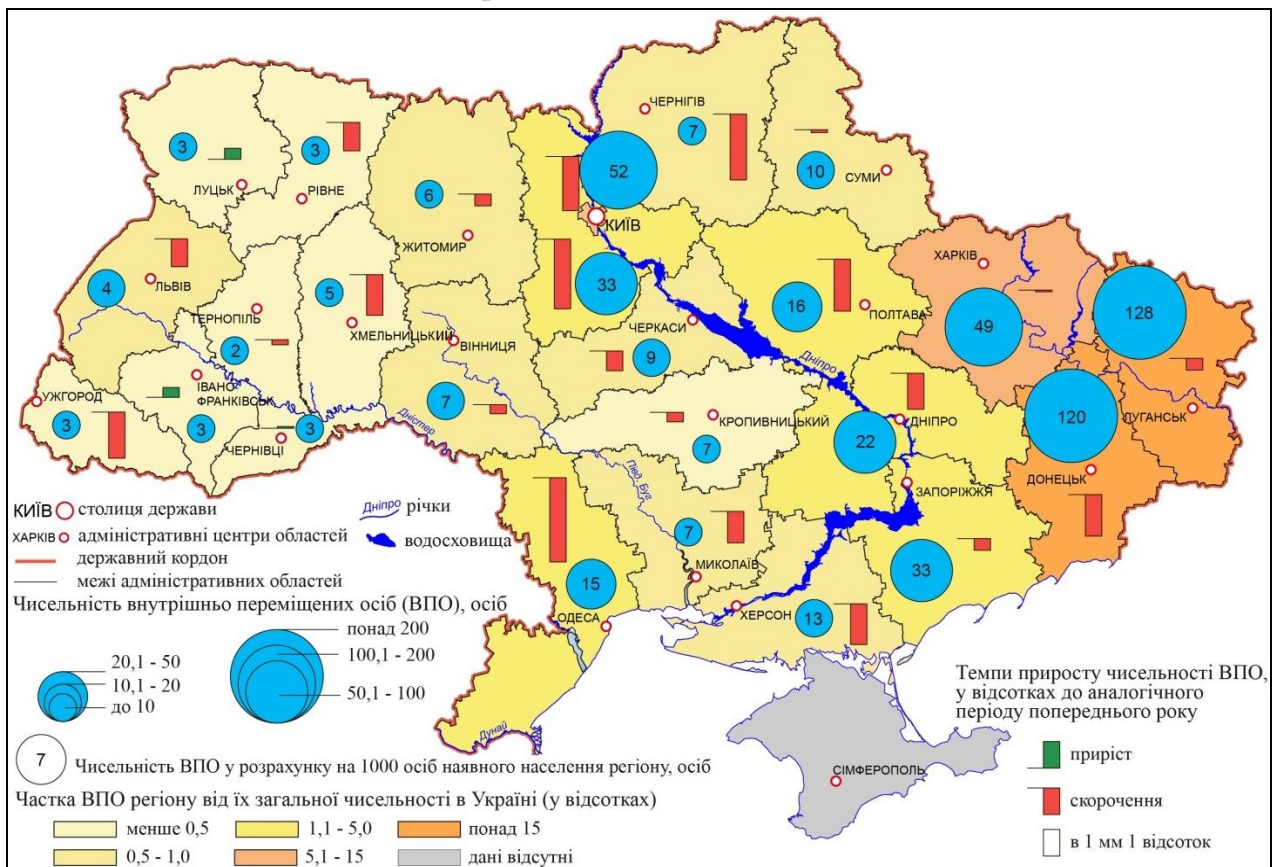 ЧЕРНІГІВ
7
3
3
52
10
СУМИ
ЛУЦЬК
РІВНЕ
6
КИЇВ
ЖИТОМИР
ХАРКІВ
ЛЬВІВ
4
5
33
16
ПОЛТАВА
49
128
ТЕРНОПІЛЬ
ХМЕЛЬНИЦЬКИЙ
ВІННИЦЯ
ЧЕРКАСИ
9
2
Дніпро
УЖГОРОД
ІВАНО-
ФРАНКІВСЬК
7
КРОПИВНИЦЬКИЙ
ДНІПРО
120
ЛУГАНСЬК
3
3
3
ЧЕРНІВЦІ
Дністер
7
22
Півд. Буг
ДОНЕЦЬК
ЗАПОРІЖЖЯ
7
МИКОЛАЇВ
33
15
ОДЕСА
ХЕРСОН
13
Дунай
СІМФЕРОПОЛЬ
КИЇВ столиця держави
Дніпро річки
ХАРКІВ адміністративні центри областей
водосховища
державний кордон
межі адміністративних областей
Чисельність внутрішньо переміщених осіб (ВПО), осіб
понад 200
20,1 - 50
100,1 - 200
10,1 - 20
50,1 - 100
до 10
7 Чисельність ВПО у розрахунку на 1000 осіб наявного населення регіону, осіб
Частка ВПО регіону від їх загальної чисельності в Україні (у відсотках)
менше 0,5
1,1 - 5,0
понад 15
0,5 - 1,0
5,1 - 15
дані відсутні
Темпи приросту чисельності ВПО,
у відсотках до аналогічного
періоду попереднього року
приріст
скорочення
в 1 мм 1 відсоток